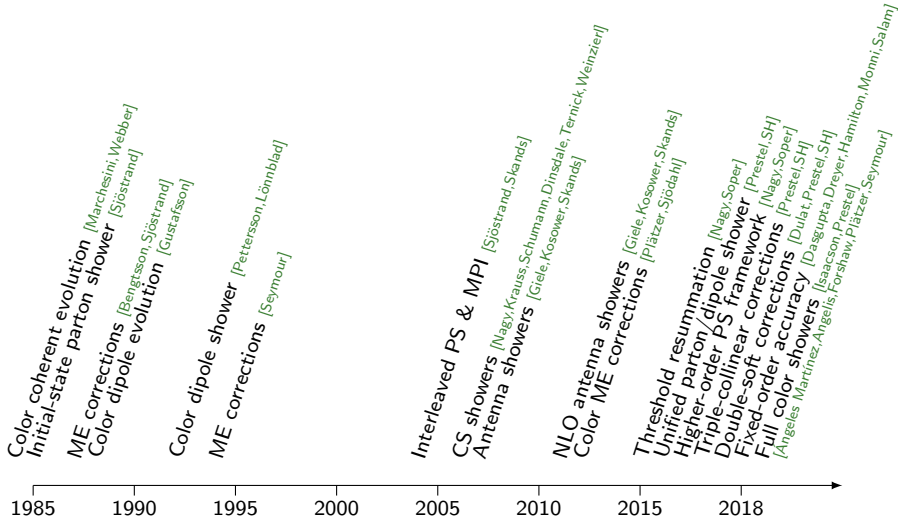 Color coherent evolution [Marchesini,Webber]
Initial-state parton shower [Sjöstrand]
ME corrections [Bengtsson,Sjöstrand]
Color dipole evolution [Gustafsson]
Color dipole shower [Pettersson,Lönnblad]
ME corrections [Seymour]
Interleaved PS & MPI [Sjöstrand,Skands]
CS showers [Nagy,Krauss,Schumann,Dinsdale,Ternick,Weinzierl]
Antenna showers [Giele,Kosower,Skands]
NLO antenna showers [Giele,Kosower,Skands]
Color ME corrections [Plätzer,Sjödahl]
Threshold resummation [Nagy,Soper]
Unified parton/dipole shower [Prestel,SH]
Higher-order PS framework [Nagy,Soper]
Triple-collinear corrections [Prestel,SH]
Double-soft corrections [Dulat,Prestel,SH]
Fixed-order accuracy [Dasgupta,Dreyer,Hamilton,Monni,Salam]
Full color showers [Isaacson,Prestel]
[Angeles Martínez,Angelis,Forshaw,Plätzer,Seymour]
1985 1990 1995 2000 2005 2010 2015 2018